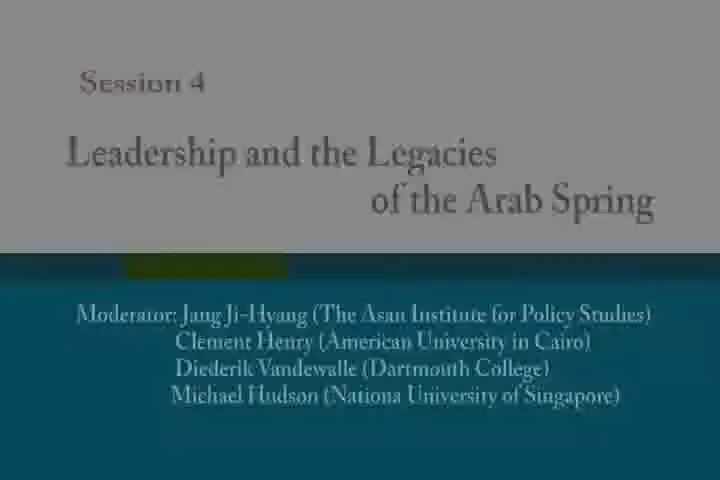 Session 4
Leadership and the Legacies
of the Arab Spring
Moderator: Jang Ji-Hyang (The Asan Institute for Policy Studies)
Clement Henry (American University in Cairo)
Diederik Vandewalle (Dartmouth College)
Michael Hudson (Nationa University of Singapore)